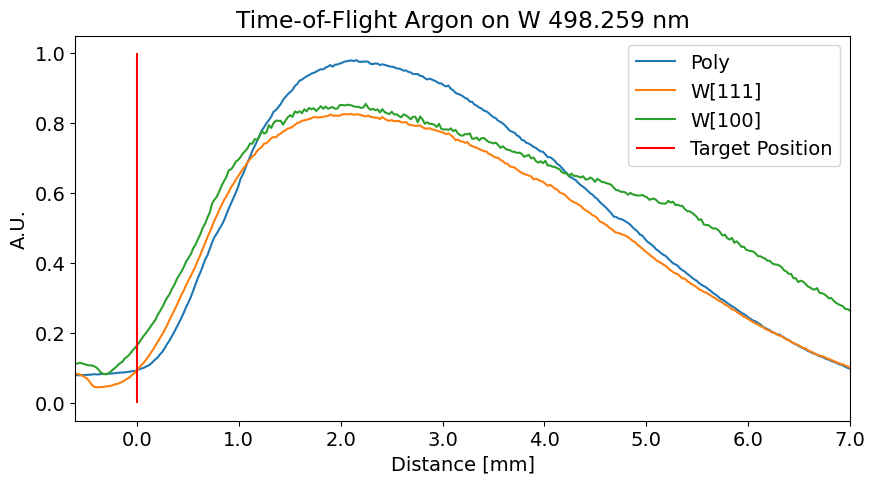 Time-of-Flight Argon on W 498.259 nm
1.0
0.8
0.6
0.4
0.2
0.0
A.U.
Poly
W[111]
W[100]
Target Position
0.0 1.0 2.0 3.0 4.0 5.0 6.0 7.0
Distance [mm]